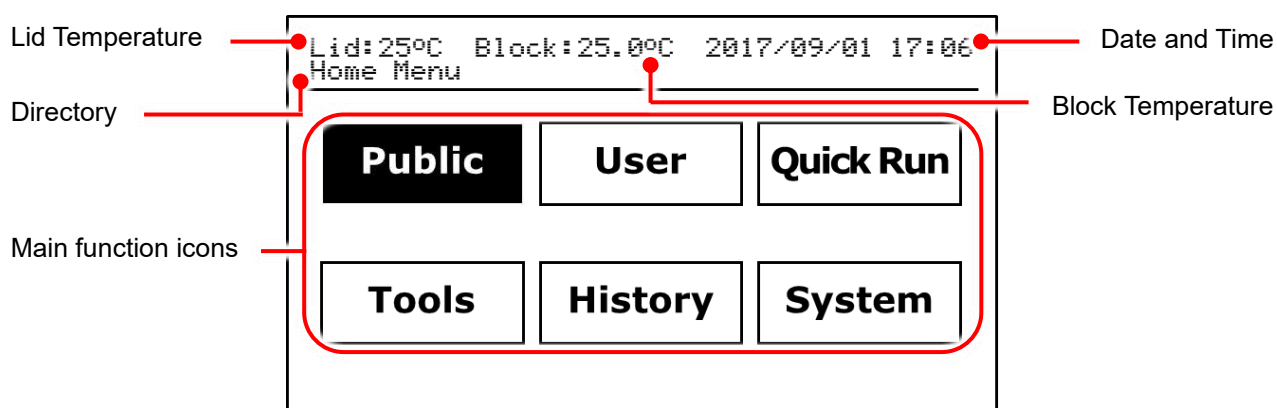 Lid Temperature
Lid:25ºC Block:25.0ºC 2017/09/01 17:06
Date and Time
Home Menu
Directory
Block Temperature
Public User Quick Run
Main function icons
Tools History System